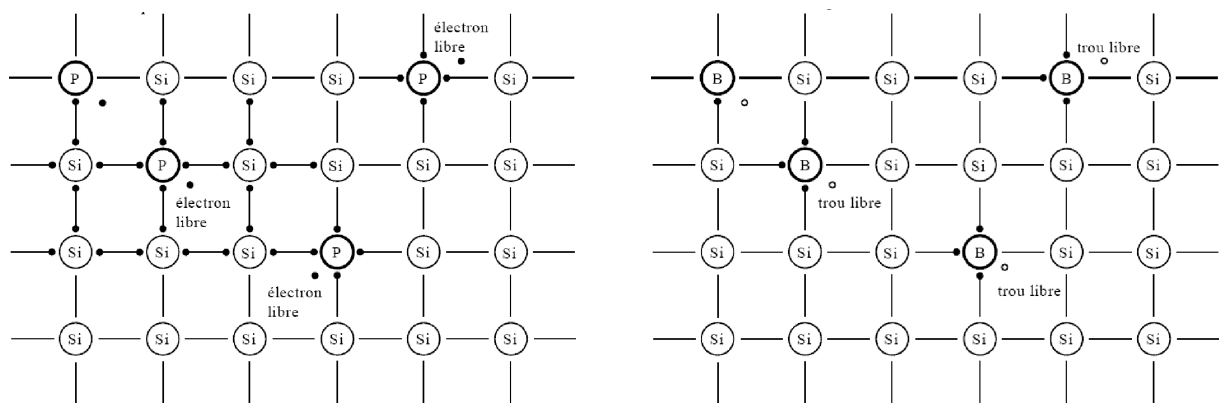 électron
libre
P Si Si Si P Si
Si P Si Si Si Si
électron
libre
Si Si Si P Si Si
électron
libre
Si Si Si Si Si Si
trou libre
B Si Si Si B Si
Si B Si Si Si Si
trou libre
Si Si Si B Si Si
trou libre
Si Si Si Si Si Si